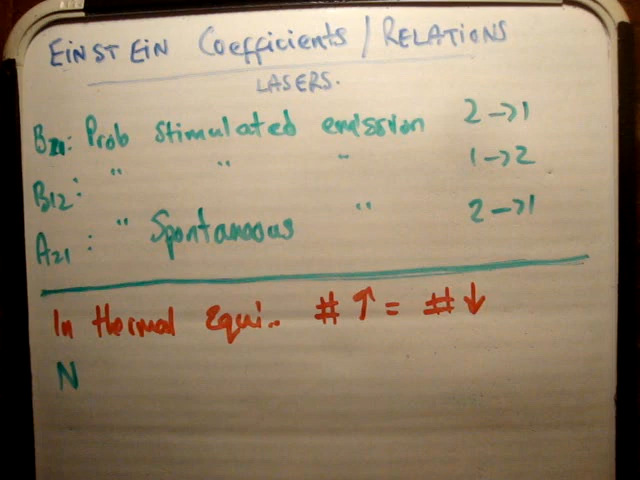 EINSTEIN Coefficients / RELATIONS
LASERS.
B21: Prob stimulated emission 2 → 1
B12: " " " 1 → 2
A21: " Spontaneous " 2 → 1
In thermal Equi.. # ↑ = # ↓
N